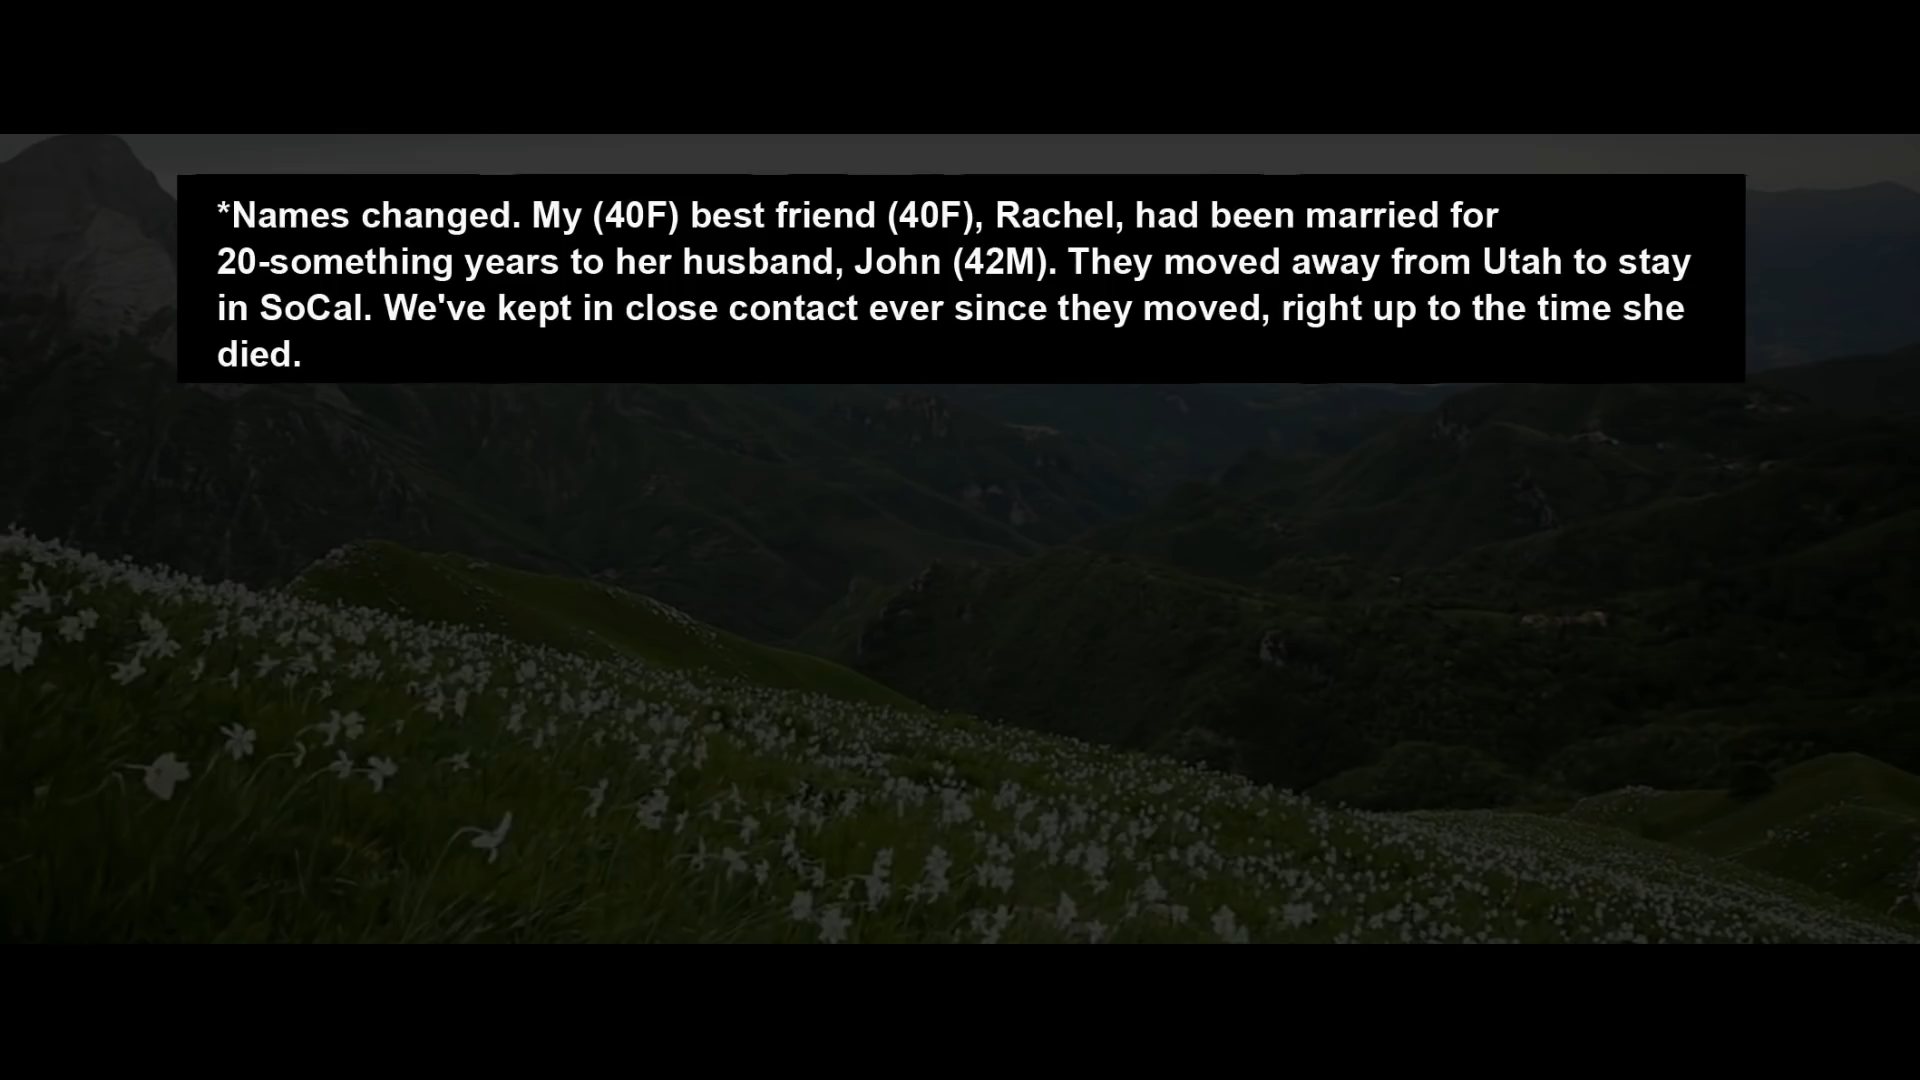 *Names changed. My (40F) best friend (40F), Rachel, had been married for
20-something years to her husband, John (42M). They moved away from Utah to stay
in SoCal. We've kept in close contact ever since they moved, right up to the time she
died.